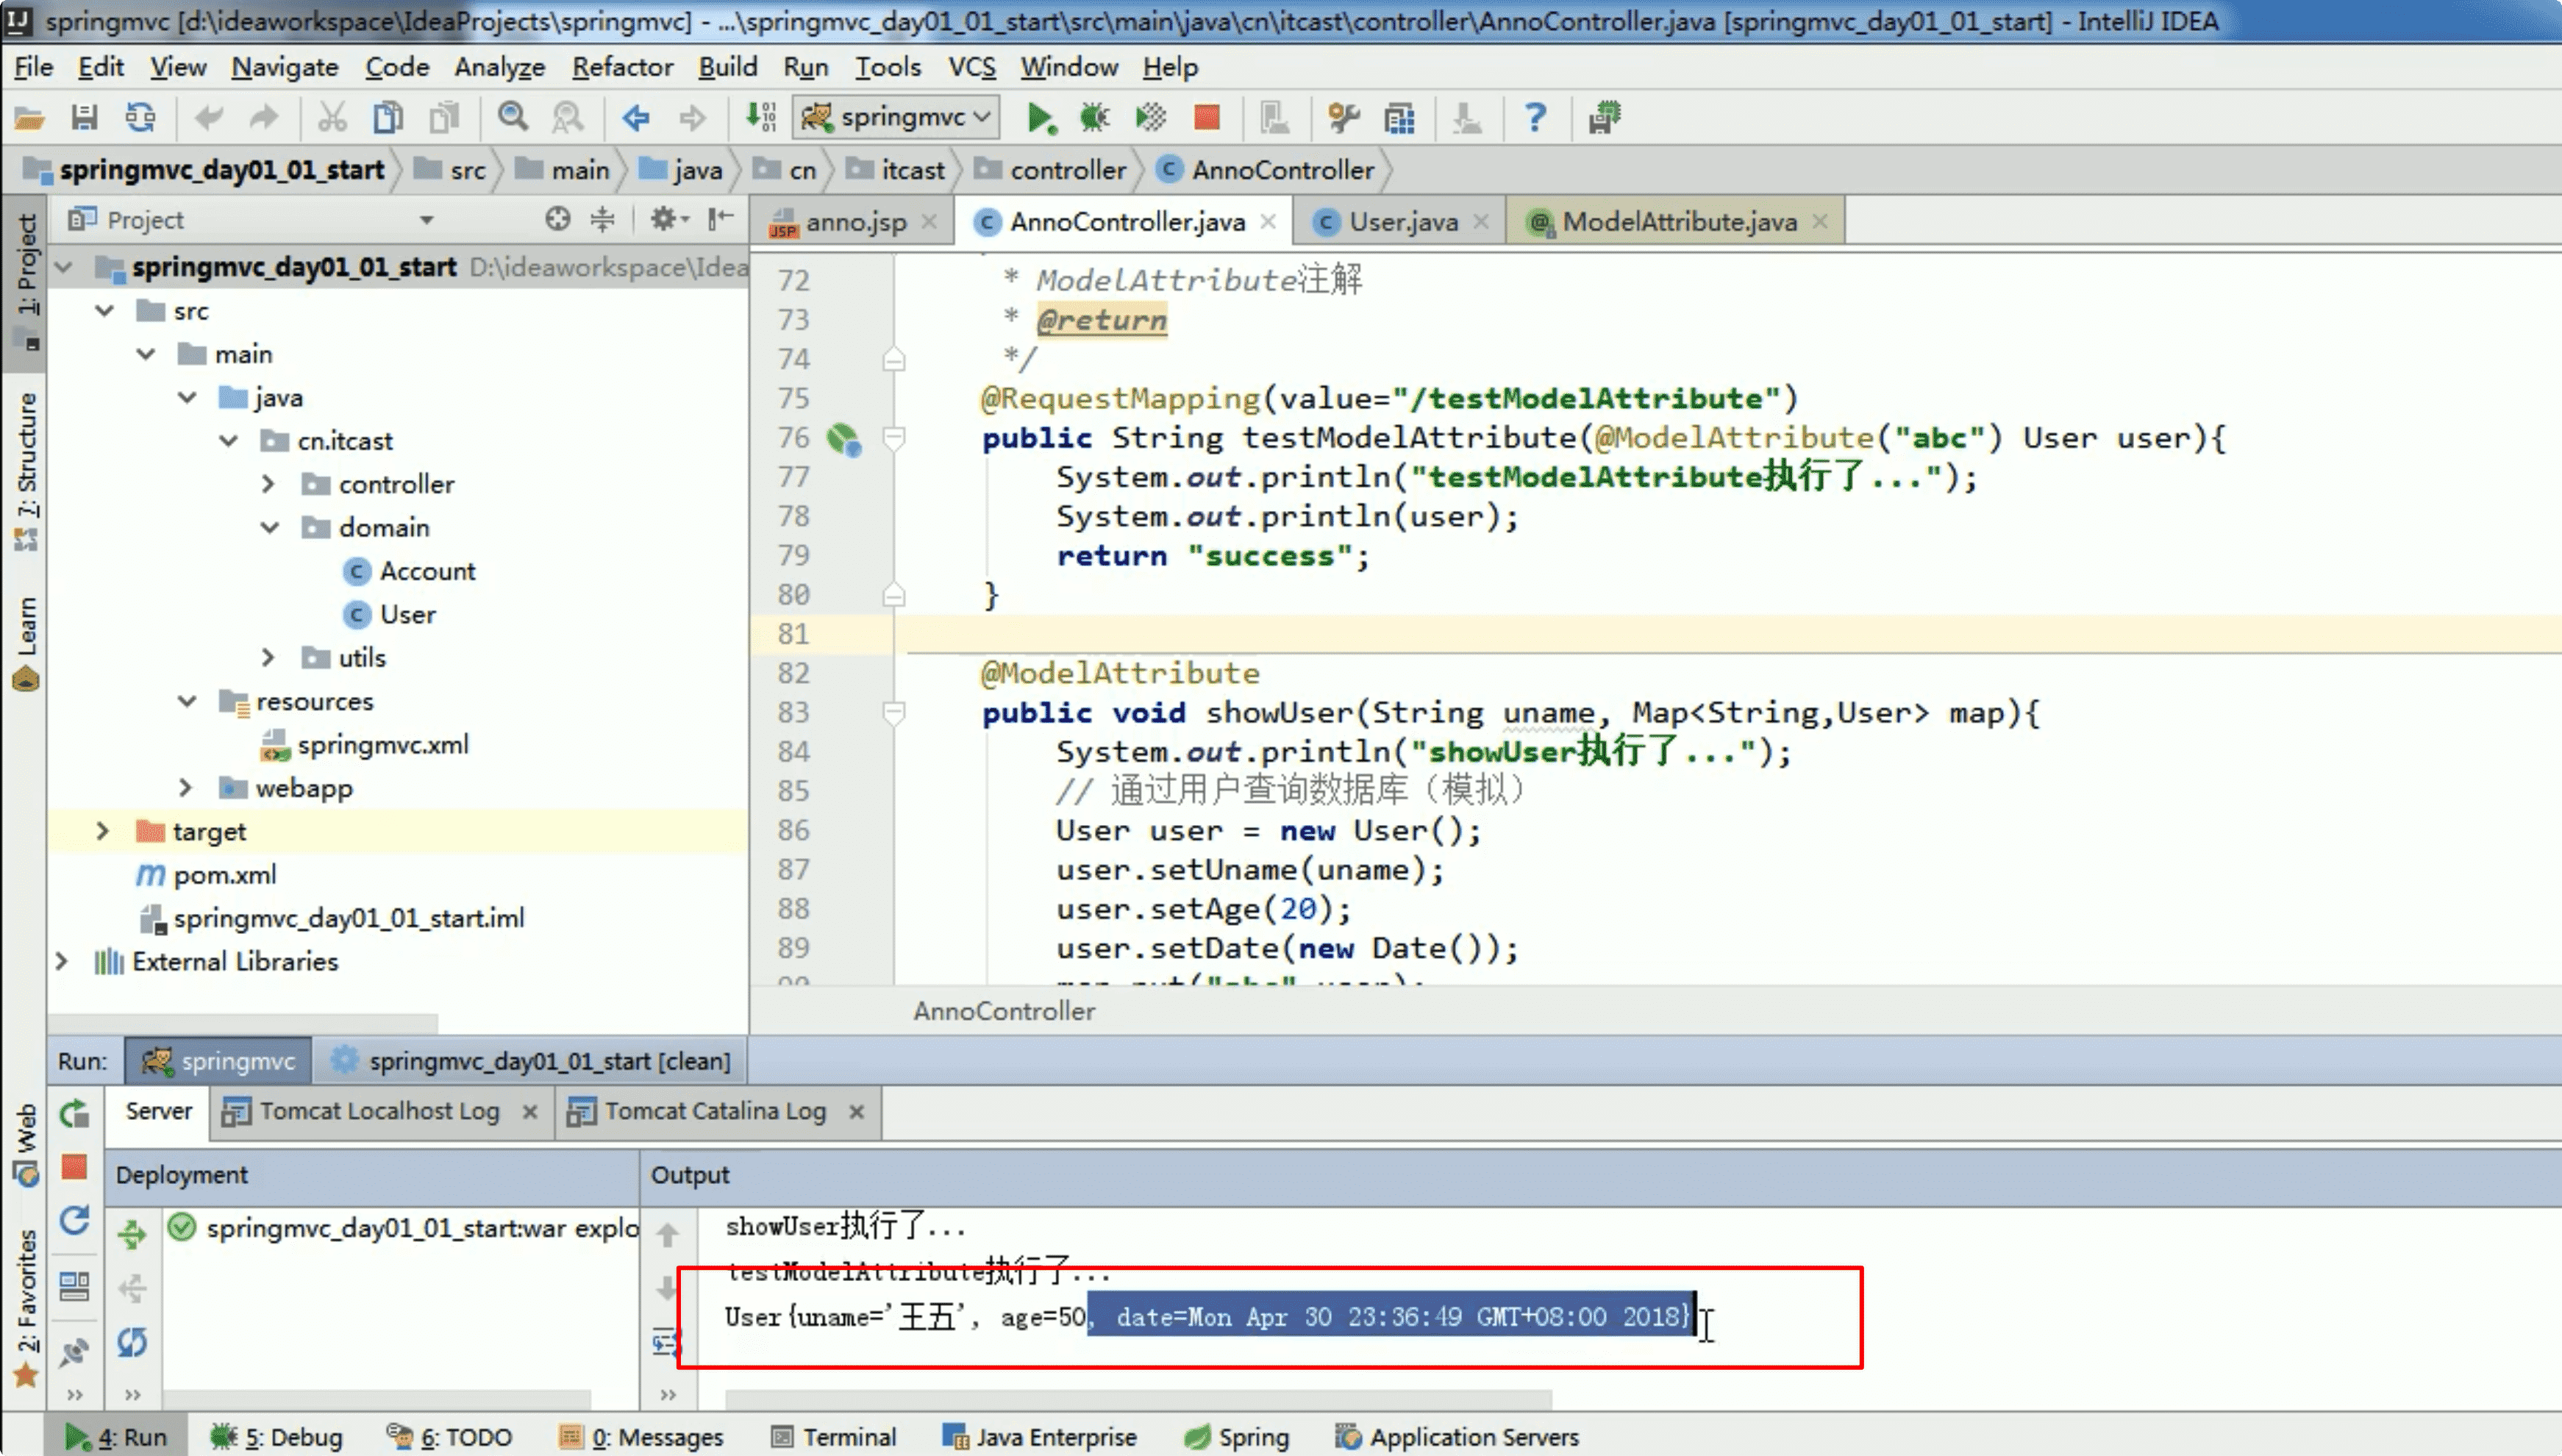 springmvc [d:\ideaworkspace\IdeaProjects\springmvc] - ...\springmvc_day01_01_start\src\main\java\cn\itcast\controller\AnnoController.java [springmvc_day01_01_start] - IntelliJ IDEA
File Edit View Navigate Code Analyze Refactor Build Run Tools VCS Window Help
springmvc
springmvc_day01_01_start src main java cn itcast controller AnnoController
Project
anno.jsp AnnoController.java User.java ModelAttribute.java
1: Project
7: Structure
Learn
Web
2: Favorites
springmvc_day01_01_start D:\ideaworkspace\Idea
src
main
java
cn.itcast
controller
domain
Account
User
utils
resources
springmvc.xml
webapp
target
pom.xml
springmvc_day01_01_start.iml
External Libraries
72 * ModelAttribute注解
73 * @return
74 */
75 @RequestMapping(value="/testModelAttribute")
76 public String testModelAttribute(@ModelAttribute("abc") User user){
77 System.out.println("testModelAttribute执行了...");
78 System.out.println(user);
79 return "success";
80 }
81
82 @ModelAttribute
83 public void showUser(String uname, Map<String,User> map){
84 System.out.println("showUser执行了...");
85 // 通过用户查询数据库（模拟）
86 User user = new User();
87 user.setUname(uname);
88 user.setAge(20);
89 user.setDate(new Date());
AnnoController
Run: springmvc springmvc_day01_01_start [clean]
Server Tomcat Localhost Log Tomcat Catalina Log
Deployment Output
springmvc_day01_01_start:war explo
showUser执行了...
testModelAttribute执行了...
User{uname='王五', age=50, date=Mon Apr 30 23:36:49 GMT+08:00 2018}
4: Run 5: Debug 6: TODO 0: Messages Terminal Java Enterprise Spring Application Servers